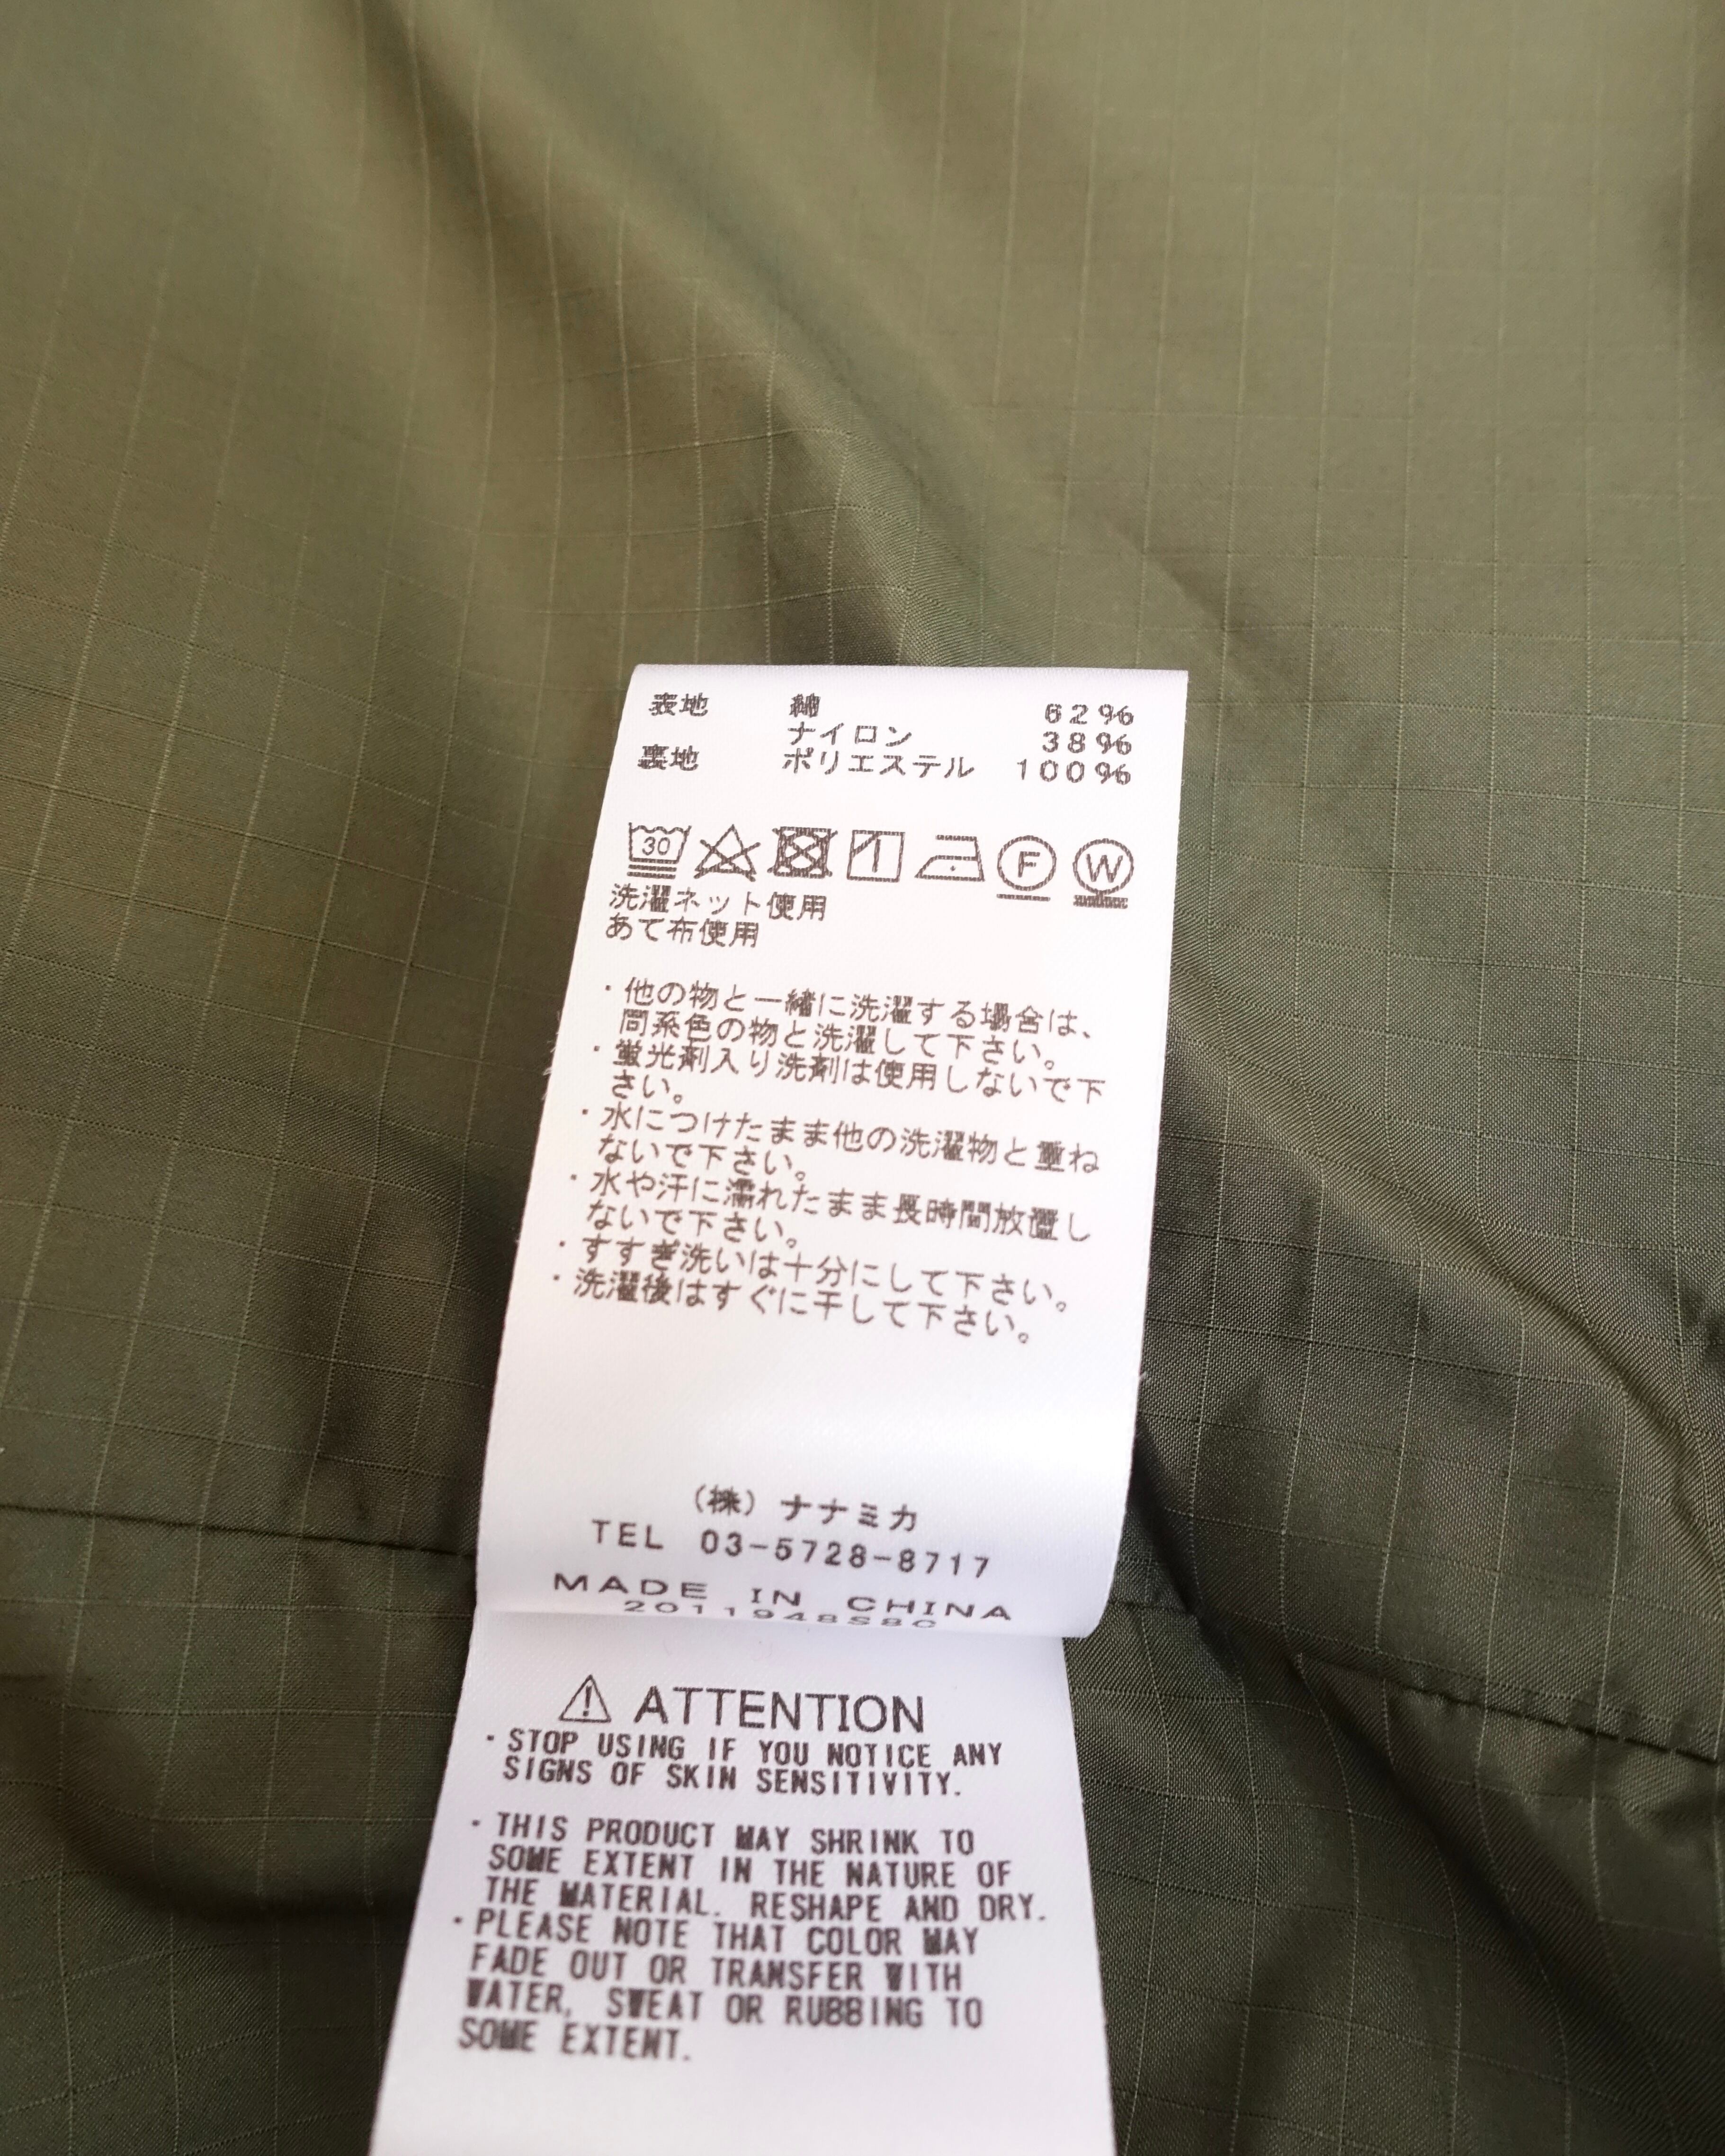 表地 綿 62%
ナイロン 38%
裏地 ポリエステル 100%
30 F W
洗濯ネット使用
あて布使用
・他の物と一緒に洗濯する場合は、
同系色の物と洗濯して下さい。
・蛍光剤入り洗剤は使用しないで下
さい。
・水につけたまま他の洗濯物と重ね
ないで下さい。
・水や汗に濡れたまま長時間放置し
ないで下さい。
・すすぎ洗いは十分にして下さい。
・洗濯後はすぐに干して下さい。
(株) ナナミカ
TEL 03-5728-8717
MADE IN CHINA
⚠ ATTENTION
・STOP USING IF YOU NOTICE ANY
SIGNS OF SKIN SENSITIVITY.
・THIS PRODUCT MAY SHRINK TO
SOME EXTENT IN THE NATURE OF
THE MATERIAL. RESHAPE AND DRY.
・PLEASE NOTE THAT COLOR MAY
FADE OUT OR TRANSFER WITH
WATER, SWEAT OR RUBBING TO
SOME EXTENT.